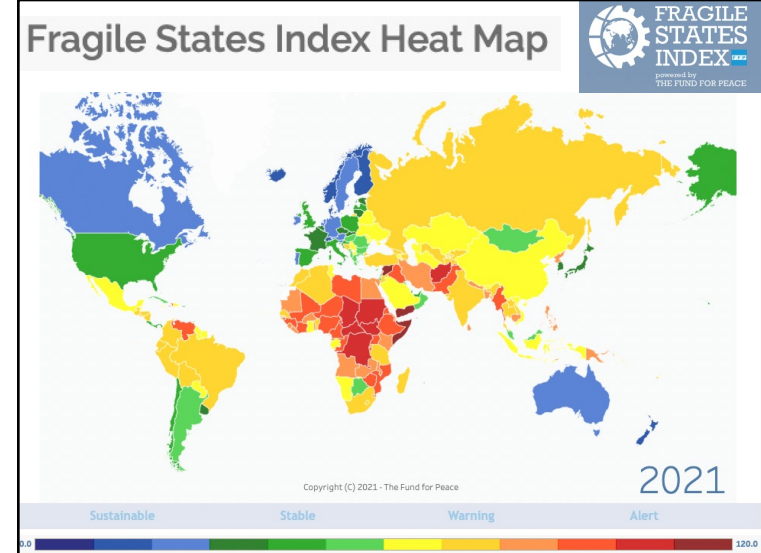 Fragile States Index Heat Map
FRAGILE
STATES
INDEX FFP
powered by
THE FUND FOR PEACE
Copyright (C) 2021 - The Fund for Peace
2021
Sustainable Stable Warning Alert
0.0 120.0